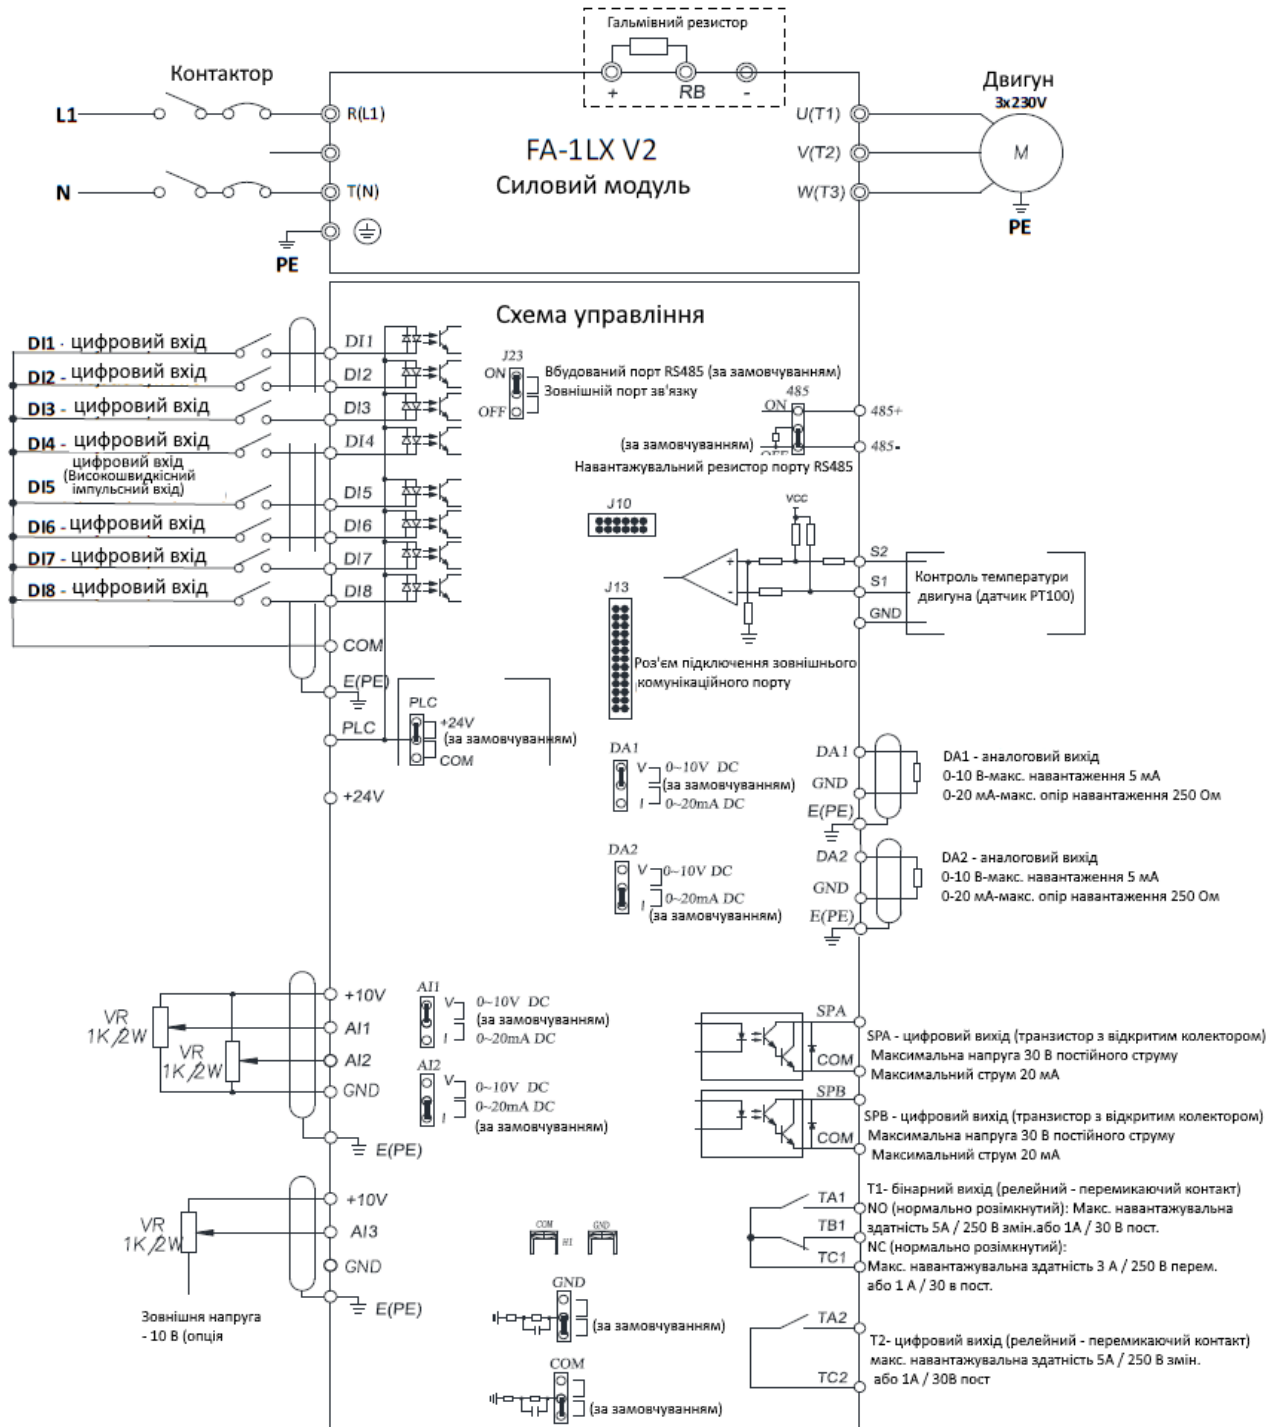 Гальмівний резистор
+ RB -
Контактор
L1
R(L1)
N
T(N)
PE
FA-1LX V2
Силовий модуль
U(T1)
V(T2)
W(T3)
Двигун
3x230V
M
PE
Схема управління
DI1 - цифровий вхід
DI1
DI2 - цифровий вхід
DI2
DI3 - цифровий вхід
DI3
DI4 - цифровий вхід
DI4
цифровий вхід
(Високошвидкісний
DI5 імпульсний вхід)
DI5
DI6 - цифровий вхід
DI6
DI7 - цифровий вхід
DI7
DI8 - цифровий вхід
DI8
COM
E(PE)
PLC
+24V
J23
ON
OFF
Вбудований порт RS485 (за замовчуванням)
Зовнішній порт зв'язку
485
ON
(за замовчуванням) OFF
485+
485-
Навантажувальний резистор порту RS485
J10
VCC
+
-
S2
S1
GND
Контроль температури
двигуна (датчик PT100)
J13
Роз'єм підключення зовнішнього
комунікаційного порту
PLC
+24V
(за замовчуванням)
COM
DA1
V 0~10V DC
(за замовчуванням)
I 0~20mA DC
DA1
GND
E(PE)
DA1 - аналоговий вихід
0-10 В-макс. навантаження 5 мА
0-20 мА-макс. опір навантаження 250 Ом
DA2
V 0~10V DC
I 0~20mA DC
(за замовчуванням)
DA2
GND
E(PE)
DA2 - аналоговий вихід
0-10 В-макс. навантаження 5 мА
0-20 мА-макс. опір навантаження 250 Ом
VR
1K/2W
VR
1K/2W
+10V
AI1
AI2
GND
E(PE)
AI1
V 0~10V DC
(за замовчуванням)
I 0~20mA DC
AI2
V 0~10V DC
0~20mA DC
I (за замовчуванням)
SPA
COM
SPA - цифровий вихід (транзистор з відкритим колектором)
Максимальна напруга 30 В постійного струму
Максимальний струм 20 мА
SPB
COM
SPB - цифровий вихід (транзистор з відкритим колектором)
Максимальна напруга 30 В постійного струму
Максимальний струм 20 мА
VR
1K/2W
+10V
AI3
GND
E(PE)
Зовнішня напруга
- 10 В (опція
COM H1 GND
GND
(за замовчуванням)
COM
(за замовчуванням)
TA1
TB1
TC1
T1- бінарний вихід (релейний - перемикаючий контакт)
NO (нормально розімкнутий): Макс. навантажувальна
здатність 5А / 250 В змін.або 1А / 30 В пост.
NC (нормально розімкнутий):
Макс. навантажувальна здатність 3 А / 250 В перем.
або 1 А / 30 в пост.
TA2
TC2
T2- цифровий вихід (релейний - перемикаючий контакт)
макс. навантажувальна здатність 5А / 250 В змін.
або 1А / 30В пост